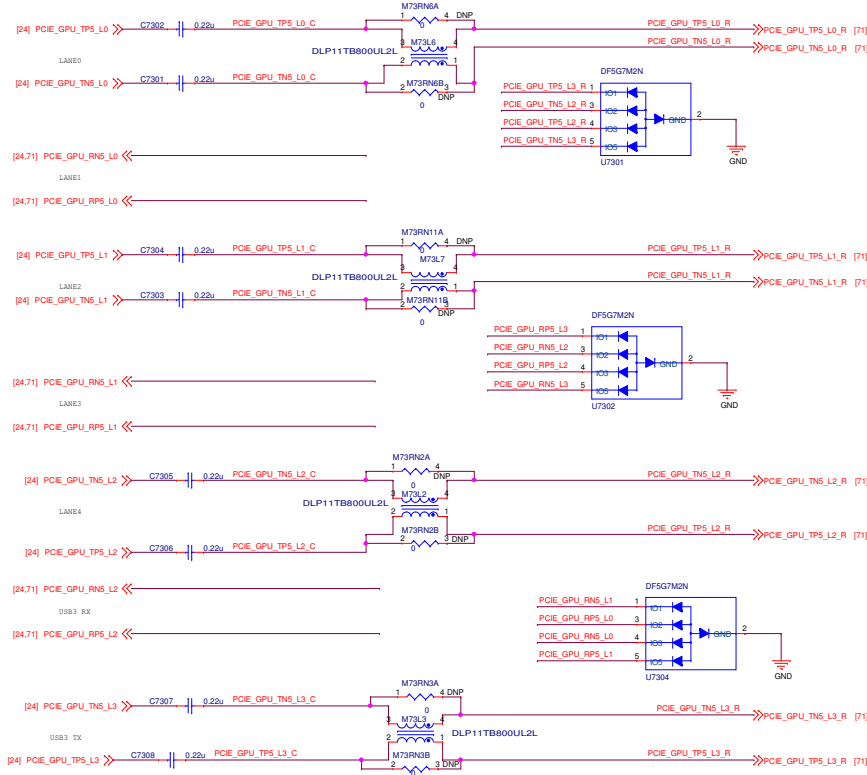 M73RN6A
1 4 DNP
C7302 0.22u PCIE_GPU_TP5_L0_C PCIE_GPU_TP5_L0_R
[24] PCIE_GPU_TP5_L0 0 PCIE_GPU_TP5_L0_R [71]
3 M73L6 4 PCIE_GPU_TN5_L0_R
PCIE_GPU_TN5_L0_R [71]
DLP11TB800UL2L
LANE0
2 1
C7301 0.22u PCIE_GPU_TN5_L0_C
[24] PCIE_GPU_TN5_L0
M73RN6B
2 3
DNP
0
DF5G7M2N
PCIE_GPU_TP5_L3_R 1 IO1
PCIE_GPU_TN5_L2_R 3 IO2
PCIE_GPU_TP5_L2_R 4 IO3 GND 2
PCIE_GPU_TN5_L3_R 5 IO5
U7301
GND
[24,71] PCIE_GPU_RN5_L0
LANE1
[24,71] PCIE_GPU_RP5_L0
M73RN11A
1 4 DNP
C7304 0.22u PCIE_GPU_TP5_L1_C PCIE_GPU_TP5_L1_R
[24] PCIE_GPU_TP5_L1 0 PCIE_GPU_TP5_L1_R [71]
M73L7
3 4
DLP11TB800UL2L PCIE_GPU_TN5_L1_R
PCIE_GPU_TN5_L1_R [71]
LANE2
2 1
C7303 0.22u PCIE_GPU_TN5_L1_C
[24] PCIE_GPU_TN5_L1
M73RN11B
2 3
DNP
0
DF5G7M2N
PCIE_GPU_RP5_L3 1 IO1
PCIE_GPU_RN5_L2 3 IO2
PCIE_GPU_RP5_L2 4 IO3 GND 2
PCIE_GPU_RN5_L3 5 IO5
U7302
GND
[24,71] PCIE_GPU_RN5_L1
LANE3
[24,71] PCIE_GPU_RP5_L1
M73RN2A
1 4
C7305 0.22u PCIE_GPU_TN5_L2_C DNP PCIE_GPU_TN5_L2_R
[24] PCIE_GPU_TN5_L2 0 PCIE_GPU_TN5_L2_R [71]
3 M73L2 4
DLP11TB800UL2L
LANE4
2 1
M73RN2B PCIE_GPU_TP5_L2_R
PCIE_GPU_TP5_L2_R [71]
2 3 DNP
0
C7306 0.22u PCIE_GPU_TP5_L2_C
[24] PCIE_GPU_TP5_L2
[24,71] PCIE_GPU_RN5_L2
USB3 RX
[24,71] PCIE_GPU_RP5_L2
DF5G7M2N
PCIE_GPU_RN5_L1 1 IO1
PCIE_GPU_RP5_L0 3 IO2
PCIE_GPU_RN5_L0 4 IO3 GND 2
PCIE_GPU_RP5_L1 5 IO5
U7304
GND
M73RN3A
1 4 DNP
C7307 0.22u PCIE_GPU_TN5_L3_C
[24] PCIE_GPU_TN5_L3 0
PCIE_GPU_TN5_L3_R
PCIE_GPU_TN5_L3_R [71]
3 M73L3 4
DLP11TB800UL2L
USB3 TX
2 1
C7308 0.22u PCIE_GPU_TP5_L3_C PCIE_GPU_TP5_L3_R
[24] PCIE_GPU_TP5_L3 PCIE_GPU_TP5_L3_R [71]
M73RN3B
2 3 DNP
0